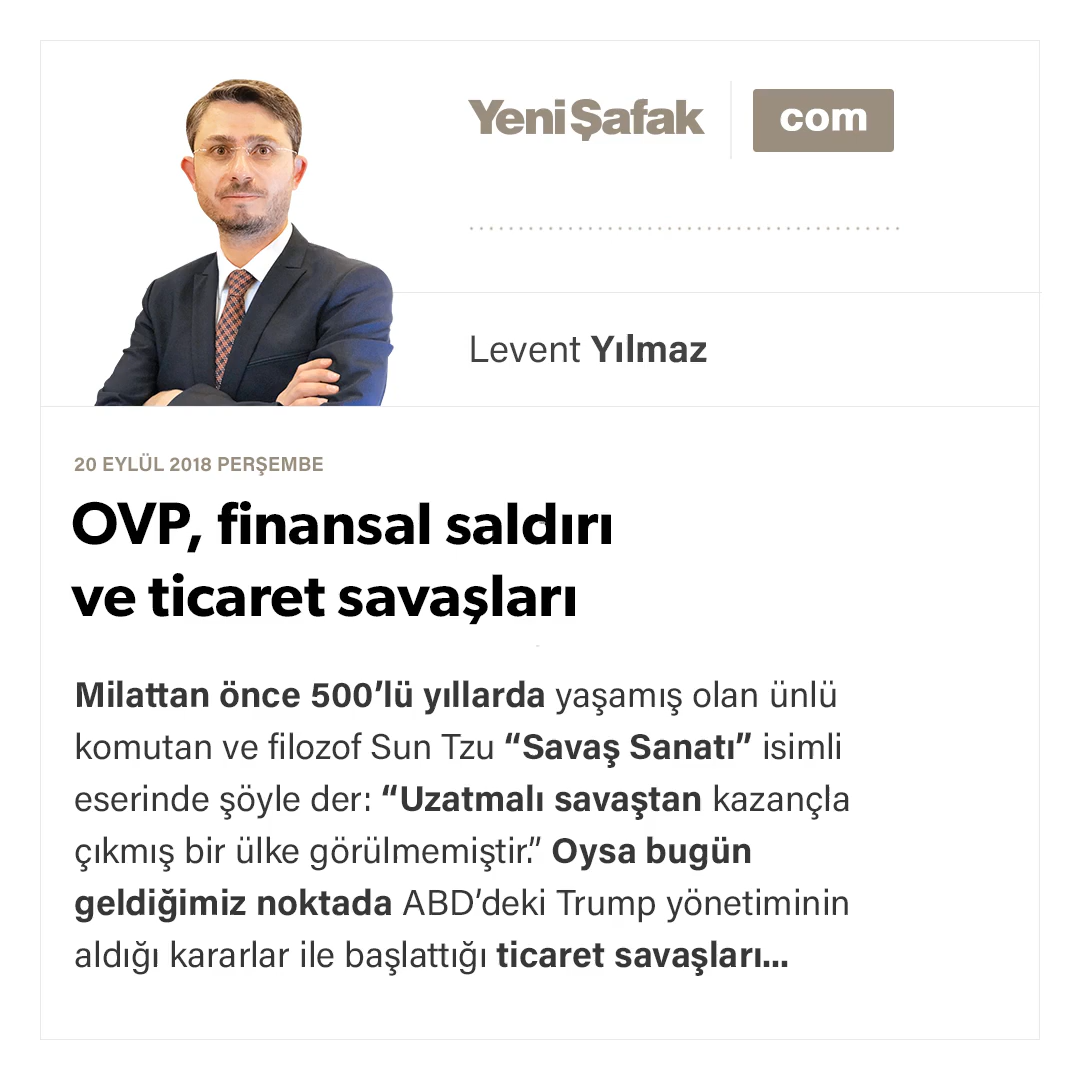 YeniŞafak com
Levent Yılmaz
20 EYLÜL 2018 PERŞEMBE
OVP, finansal saldırı
ve ticaret savaşları
Milattan önce 500’lü yıllarda yaşamış olan ünlü
komutan ve filozof Sun Tzu “Savaş Sanatı” isimli
eserinde şöyle der: “Uzatmalı savaştan kazançla
çıkmış bir ülke görülmemiştir.” Oysa bugün
geldiğimiz noktada ABD’deki Trump yönetiminin
aldığı kararlar ile başlattığı ticaret savaşları...